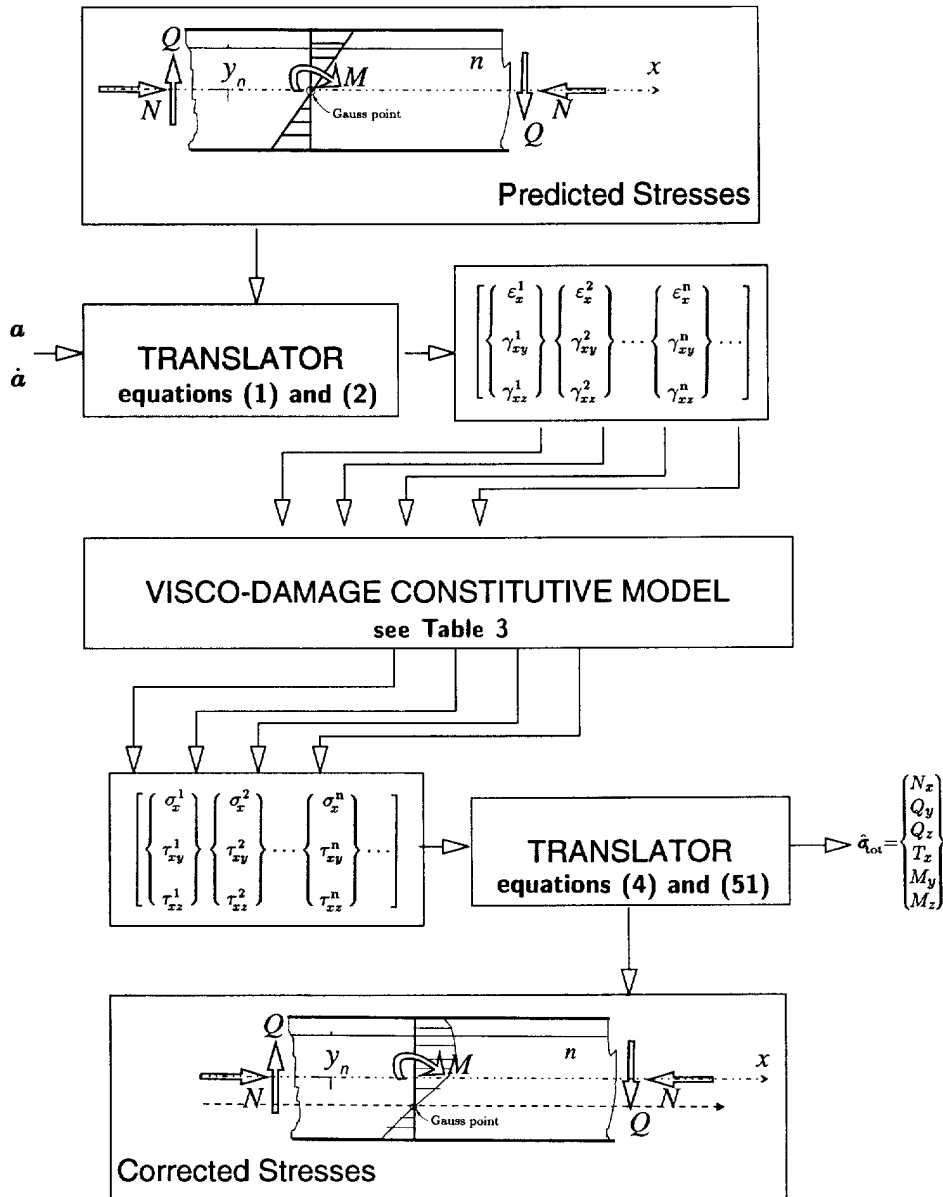 Q
y_n
n
x
N
M
Gauss point
N
Q
Predicted Stresses
a
ȧ
TRANSLATOR
equations (1) and (2)
[ { ε_x^1 } { ε_x^2 } { ε_x^n } ]
{ γ_xy^1 } { γ_xy^2 } ··· { γ_xy^n } ···
{ γ_xz^1 } { γ_xz^2 } { γ_xz^n }
VISCO-DAMAGE CONSTITUTIVE MODEL
see Table 3
[ { σ_x^1 } { σ_x^2 } { σ_x^n } ]
{ τ_xy^1 } { τ_xy^2 } ··· { τ_xy^n } ···
{ τ_xz^1 } { τ_xz^2 } { τ_xz^n }
TRANSLATOR
equations (4) and (51)
σ̂_tot =
N_x
Q_y
Q_z
T_x
M_y
M_z
Q
y_n
n
x
N
M
Gauss point
N
Q
Corrected Stresses